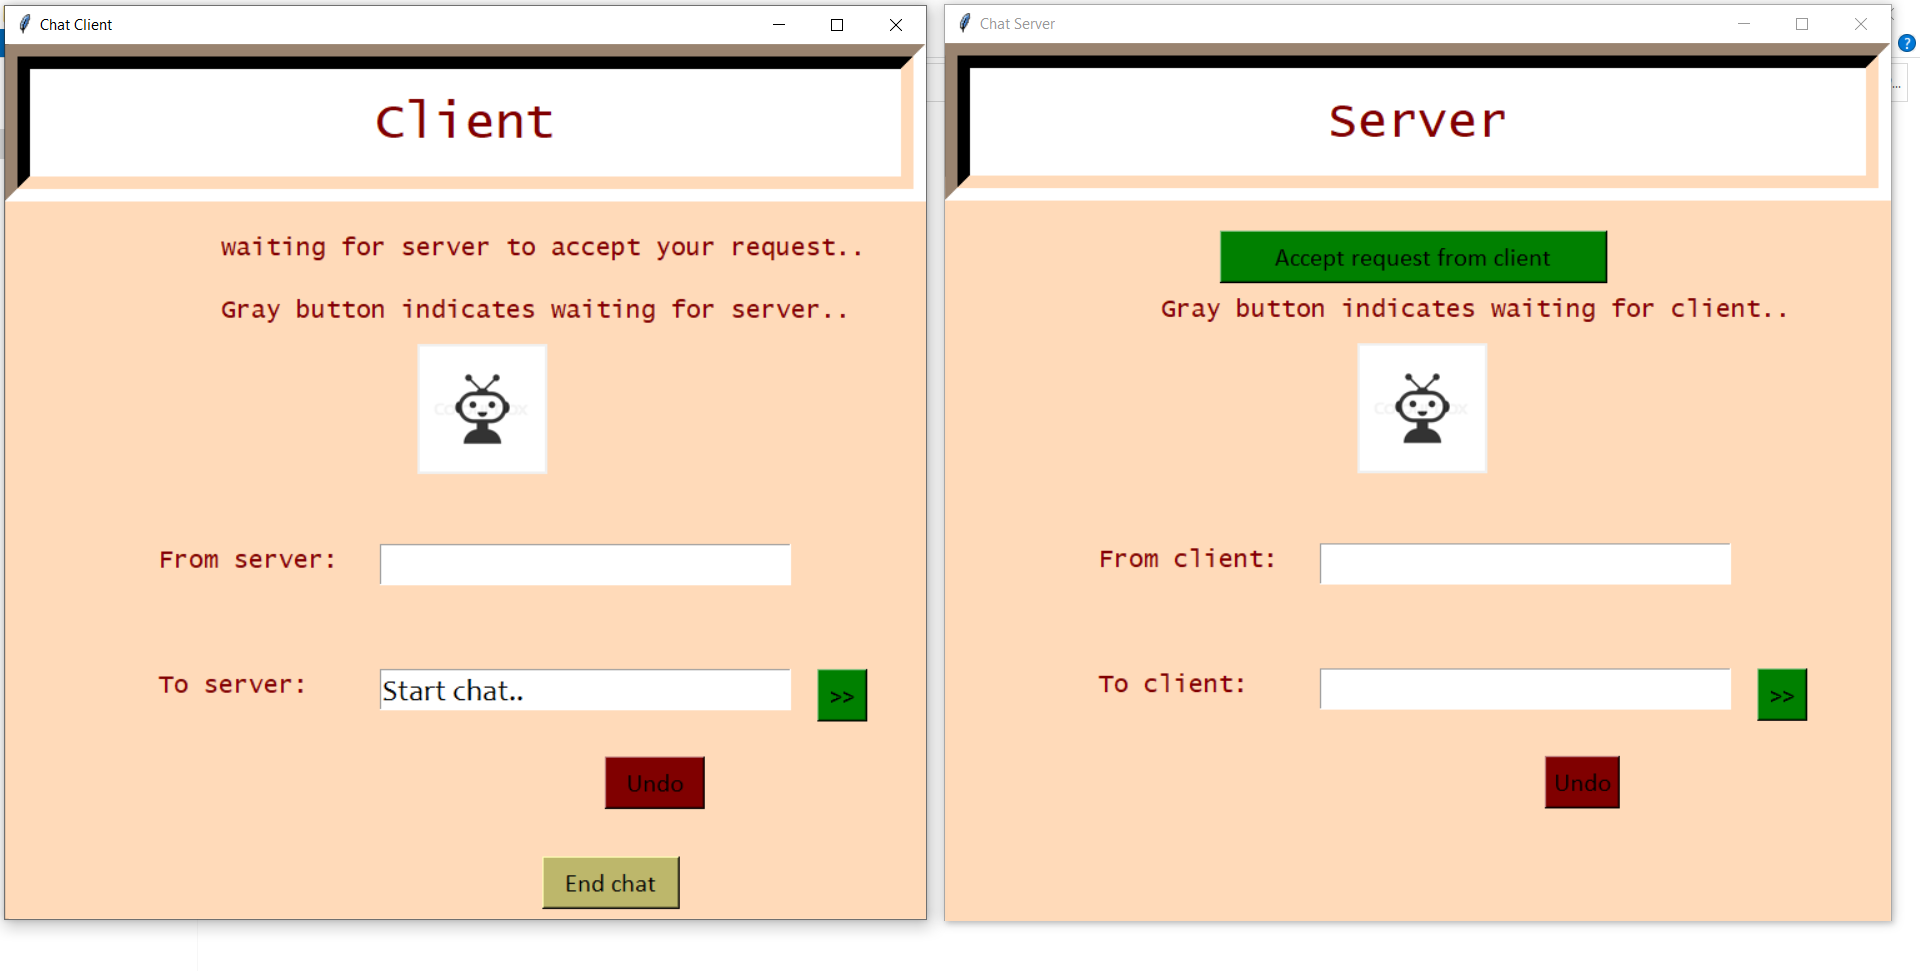 Chat Client
Client
waiting for server to accept your request..
Gray button indicates waiting for server..
From server:
To server:
Start chat..
>>
Undo
End chat
Chat Server
Server
Accept request from client
Gray button indicates waiting for client..
From client:
To client:
>>
Undo
?
...